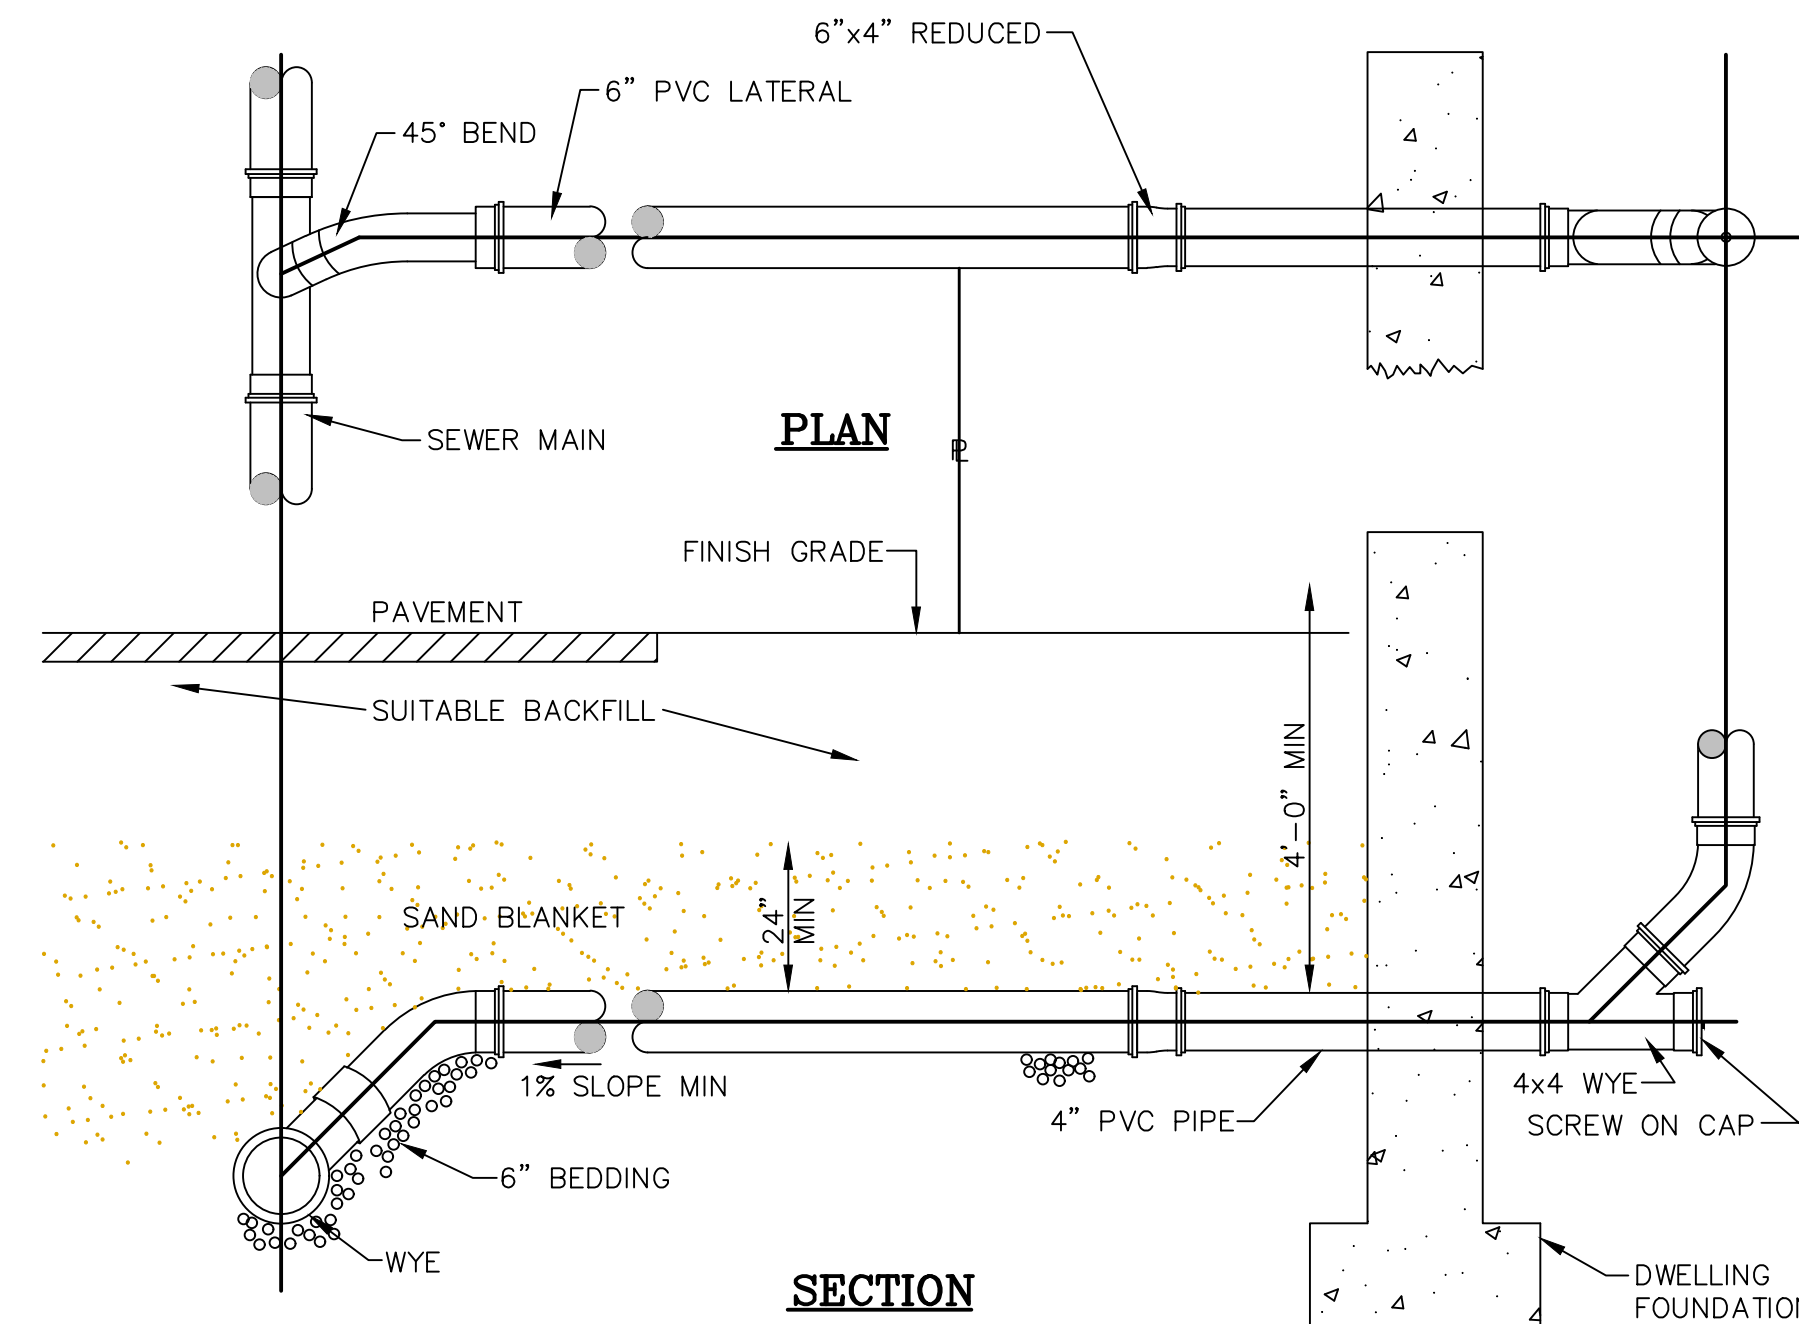 6”x4” REDUCED
6” PVC LATERAL
45° BEND
SEWER MAIN
PLAN
PL
FINISH GRADE
PAVEMENT
SUITABLE BACKFILL
4’-0” MIN
SAND BLANKET
24”
MIN
1% SLOPE MIN
4x4 WYE
4” PVC PIPE
SCREW ON CAP
6” BEDDING
WYE
SECTION
DWELLING
FOUNDATION